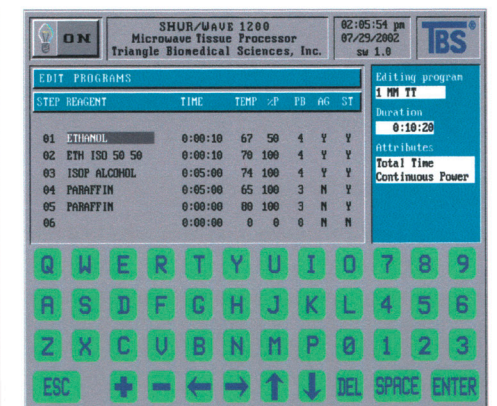 ON
SHUR/WAVE 1200
Microwave Tissue Processor
Triangle Biomedical Sciences, Inc.
02:05:54 pm
07/29/2002
sw 1.0
TBS®
EDIT PROGRAMS
STEP REAGENT TIME TEMP %P PB AG ST
01 ETHANOL 0:00:10 67 50 4 Y Y
02 ETH ISO 50 50 0:00:10 70 100 4 Y Y
03 ISOP ALCOHOL 0:05:00 74 100 4 Y Y
04 PARAFFIN 0:05:00 65 100 3 N Y
05 PARAFFIN 0:00:00 80 100 3 N Y
06 0:00:00 0 0 0 N N
Editing program
1 MM TT
Duration
0:10:20
Attributes
Total Time
Continuous Power
Q W E R T Y U I O 7 8 9
A S D F G H J K L 4 5 6
Z X C V B N M P 0 1 2 3
ESC + - ← → ↑ ↓ DEL SPACE ENTER